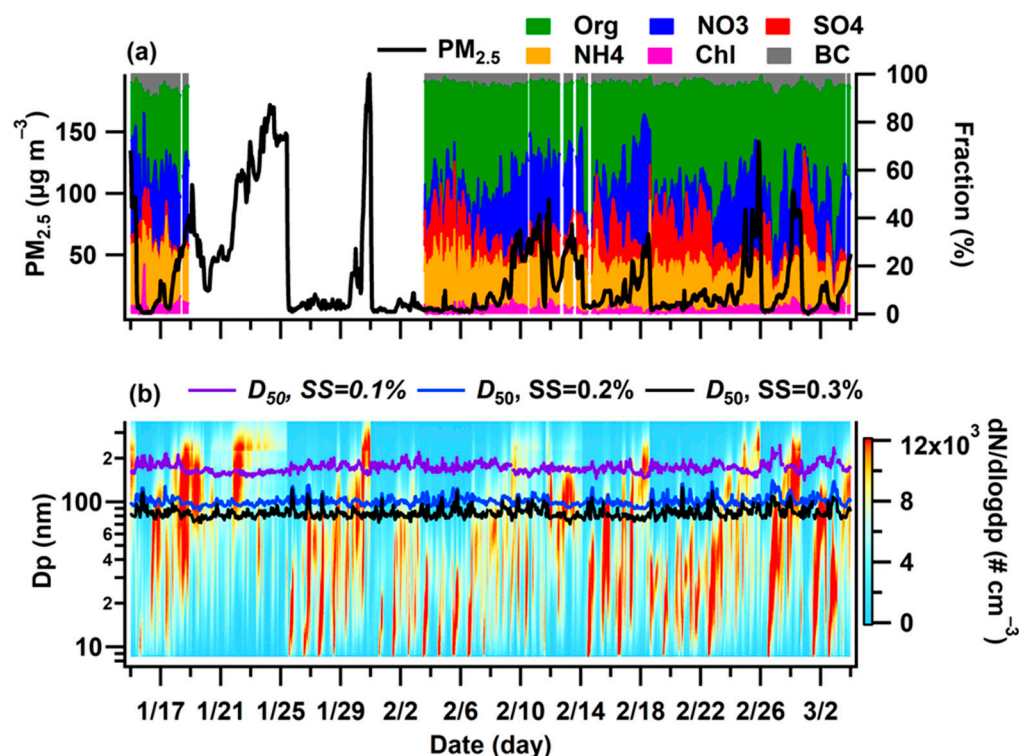 (a)
PM2.5
Org NO3 SO4
NH4 Chl BC
PM2.5 (µg m−3)
150
100
50
100
80
60
40
20
0
Fraction (%)
(b)
D50, SS=0.1% D50, SS=0.2% D50, SS=0.3%
Dp (nm)
2
100
6
4
2
10
12x10^3
8
4
0
dN/dlogdp (# cm−3)
1/17 1/21 1/25 1/29 2/2 2/6 2/10 2/14 2/18 2/22 2/26 3/2
Date (day)